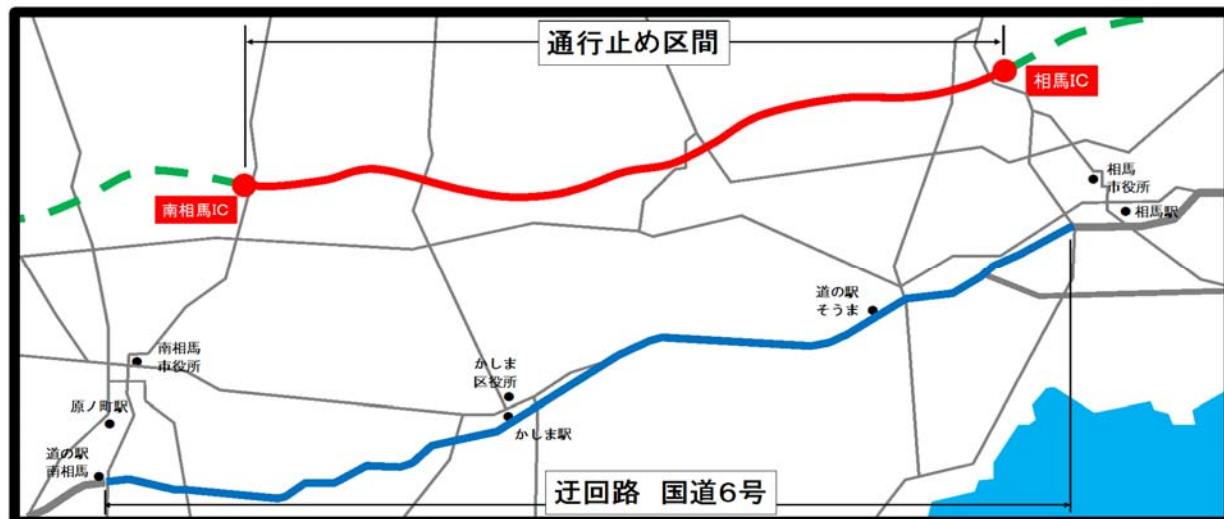 通行止め区間
相馬IC
南相馬IC
相馬
市役所
相馬駅
道の駅
そうま
南相馬
市役所
かしま
区役所
原ノ町駅
かしま駅
道の駅
南相馬
迂回路 国道6号